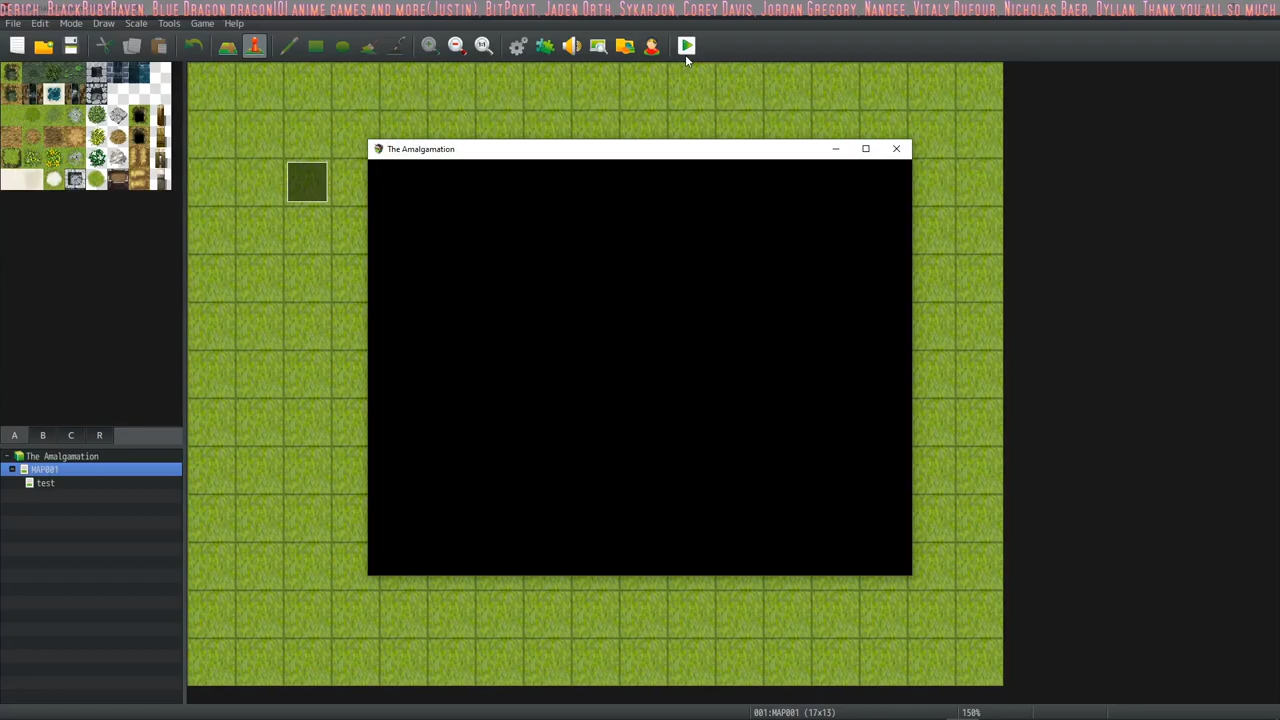 Derich, BlackRubyRaven, Blue Dragon dragon101 anime games and more(Justin), BitPokit, Jaden Orth, Sykarjon, Corey Davis, Jordan Gregory, Nandee, Vitaly Dufour, Nicholas Baer, Dyllan, Thank you all so much
File Edit Mode Draw Scale Tools Game Help
The Amalgamation
A B C R
The Amalgamation
MAP001
test
001:MAP001 (17x13) 150%